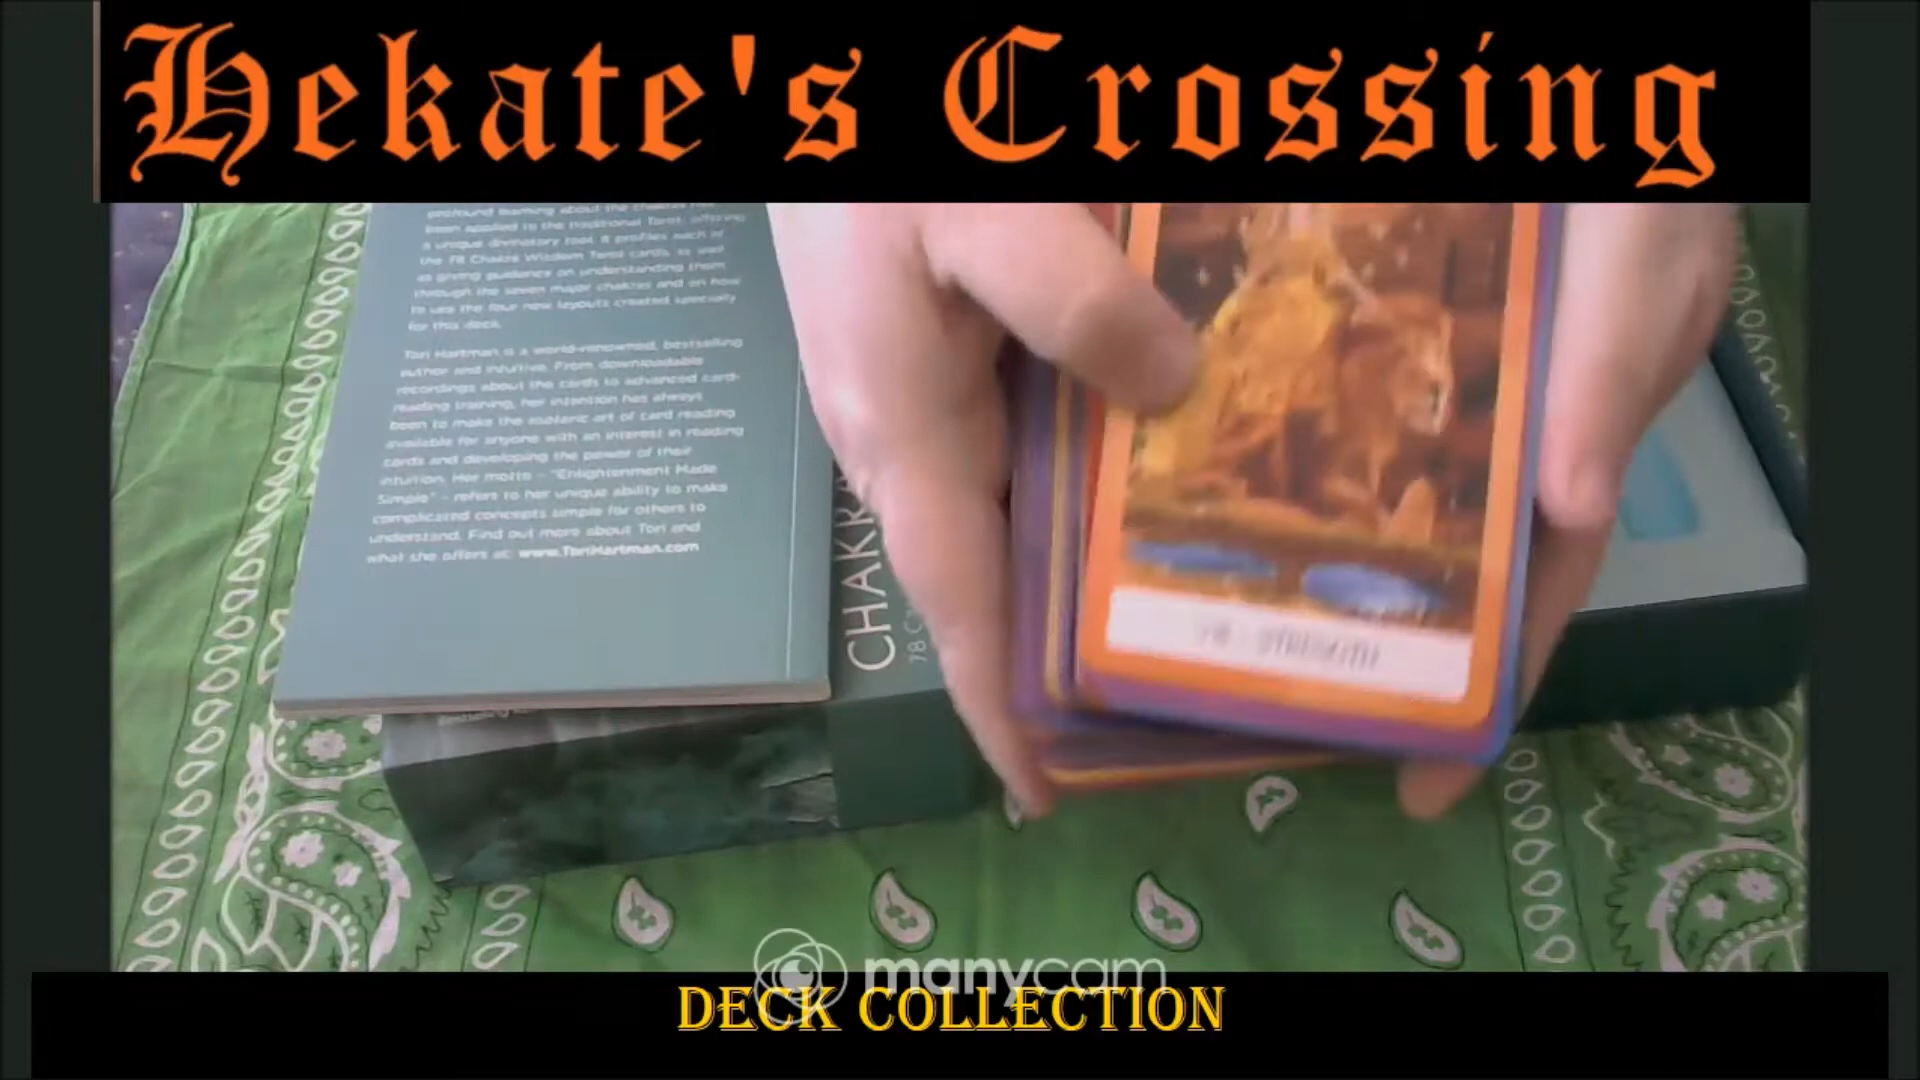 Hekate's Crossing
profound learning about the chakras has
been applied to the traditional Tarot, offering
a unique divinatory tool. It profiles each of
the 78 Chakra Wisdom Tarot cards, as well
as giving guidance on understanding them
through the seven major chakras and on how
to use the four new layouts created specially
for this deck.
Tori Hartman is a world-renowned, bestselling
author and intuitive. From downloadable
recordings about the cards to advanced card-
reading training, her intention has always
been to make the esoteric art of card reading
available for anyone with an interest in reading
cards and developing the power of their
intuition. Her motto – "Enlightenment Made
Simple" – refers to her unique ability to make
complicated concepts simple for others to
understand. Find out more about Tori and
what she offers at: www.ToriHartman.com
CHAKRA
78
STRENGTH
manycam
DECK COLLECTION